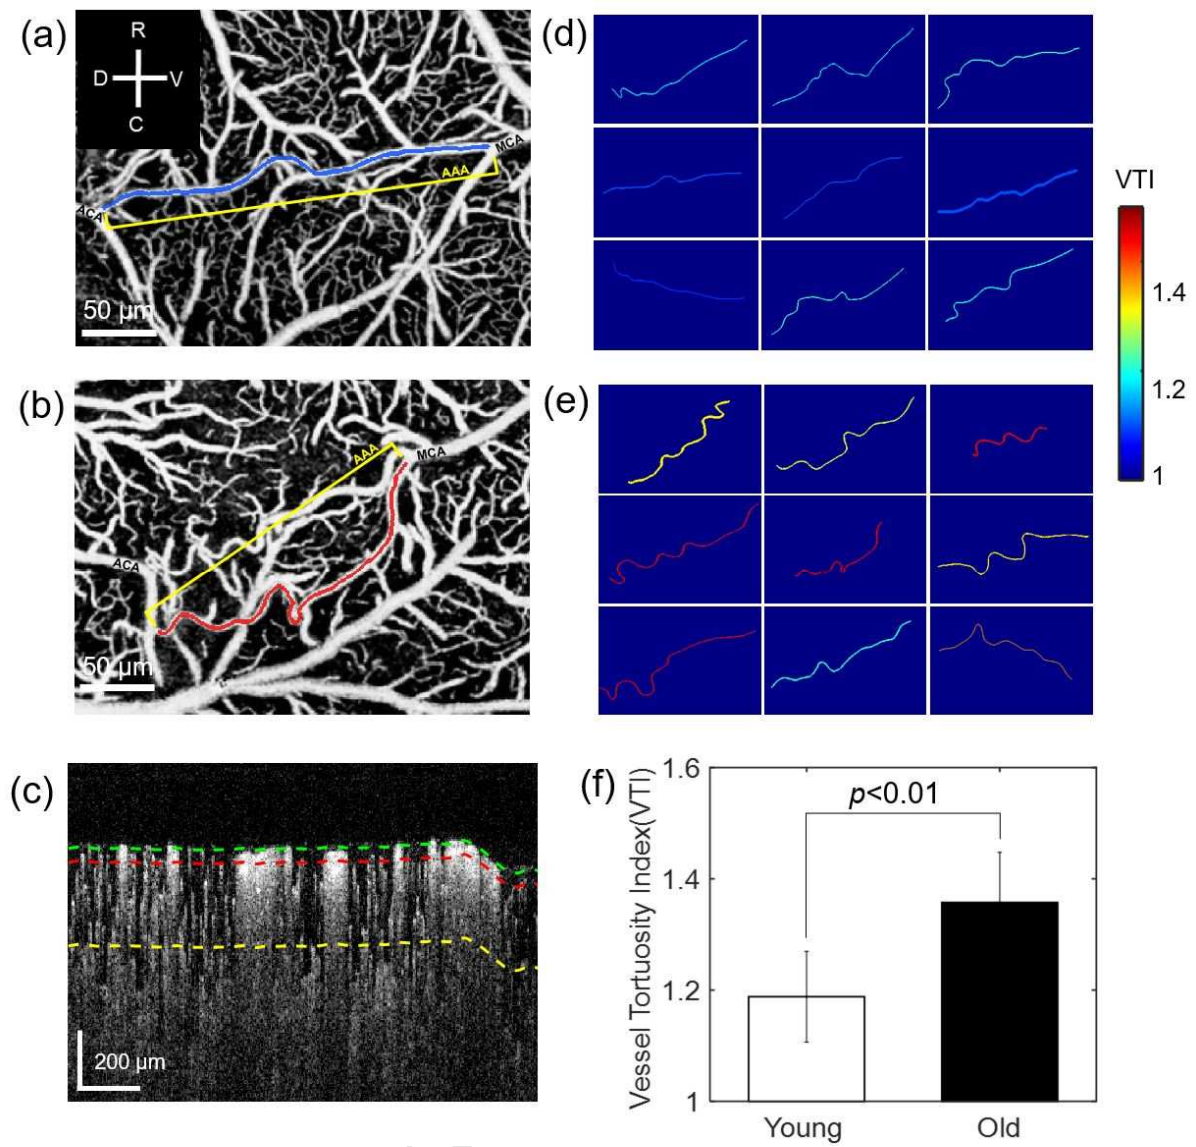 (a)
R
D
V
C
ACA
AAA
MCA
50 µm
(b)
AAA
MCA
ACA
50 µm
(c)
200 µm
(d)
VTI
1.4
1.2
1
(e)
(f)
Vessel Tortuosity Index(VTI)
1.6
1.4
1.2
1
p<0.01
Young
Old